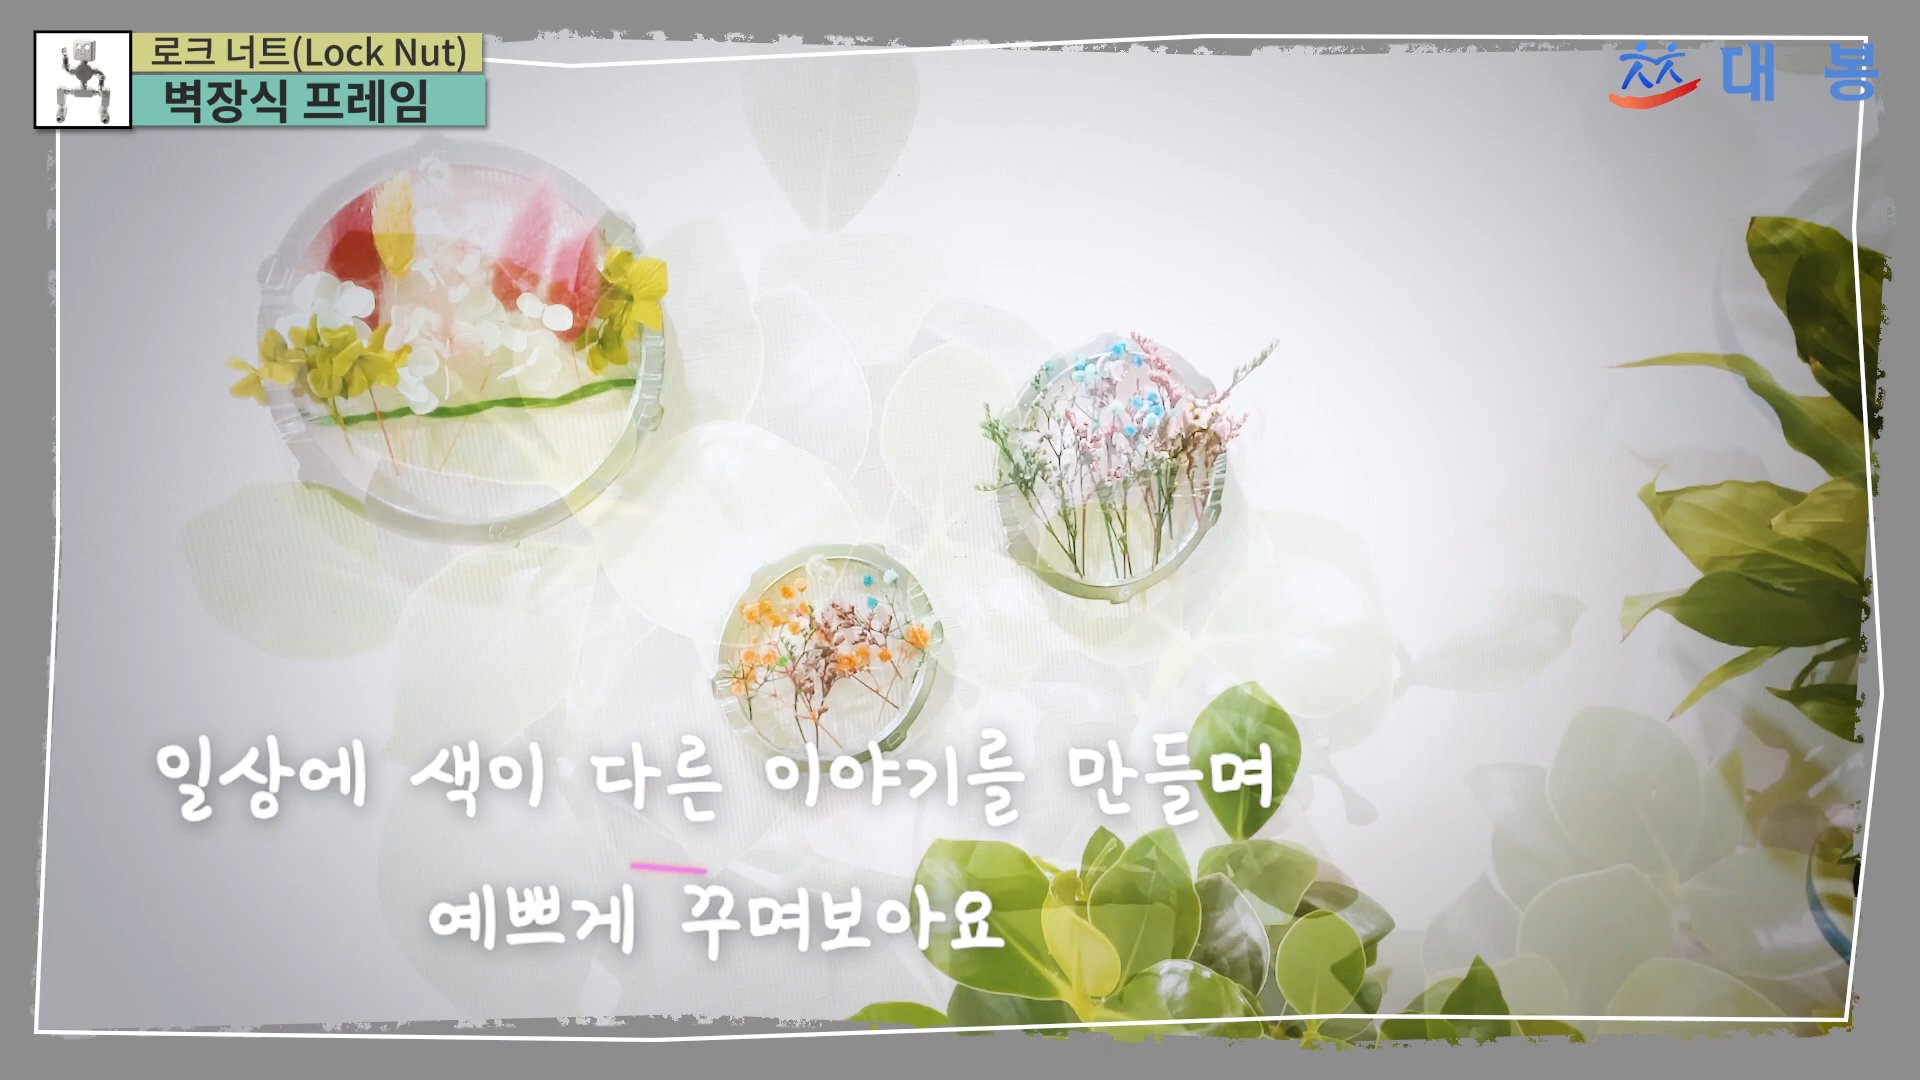 로크 너트(Lock Nut)
벽장식 프레임
대 봉
일상에 색이 다른 이야기를 만들며
예쁘게 꾸며보아요